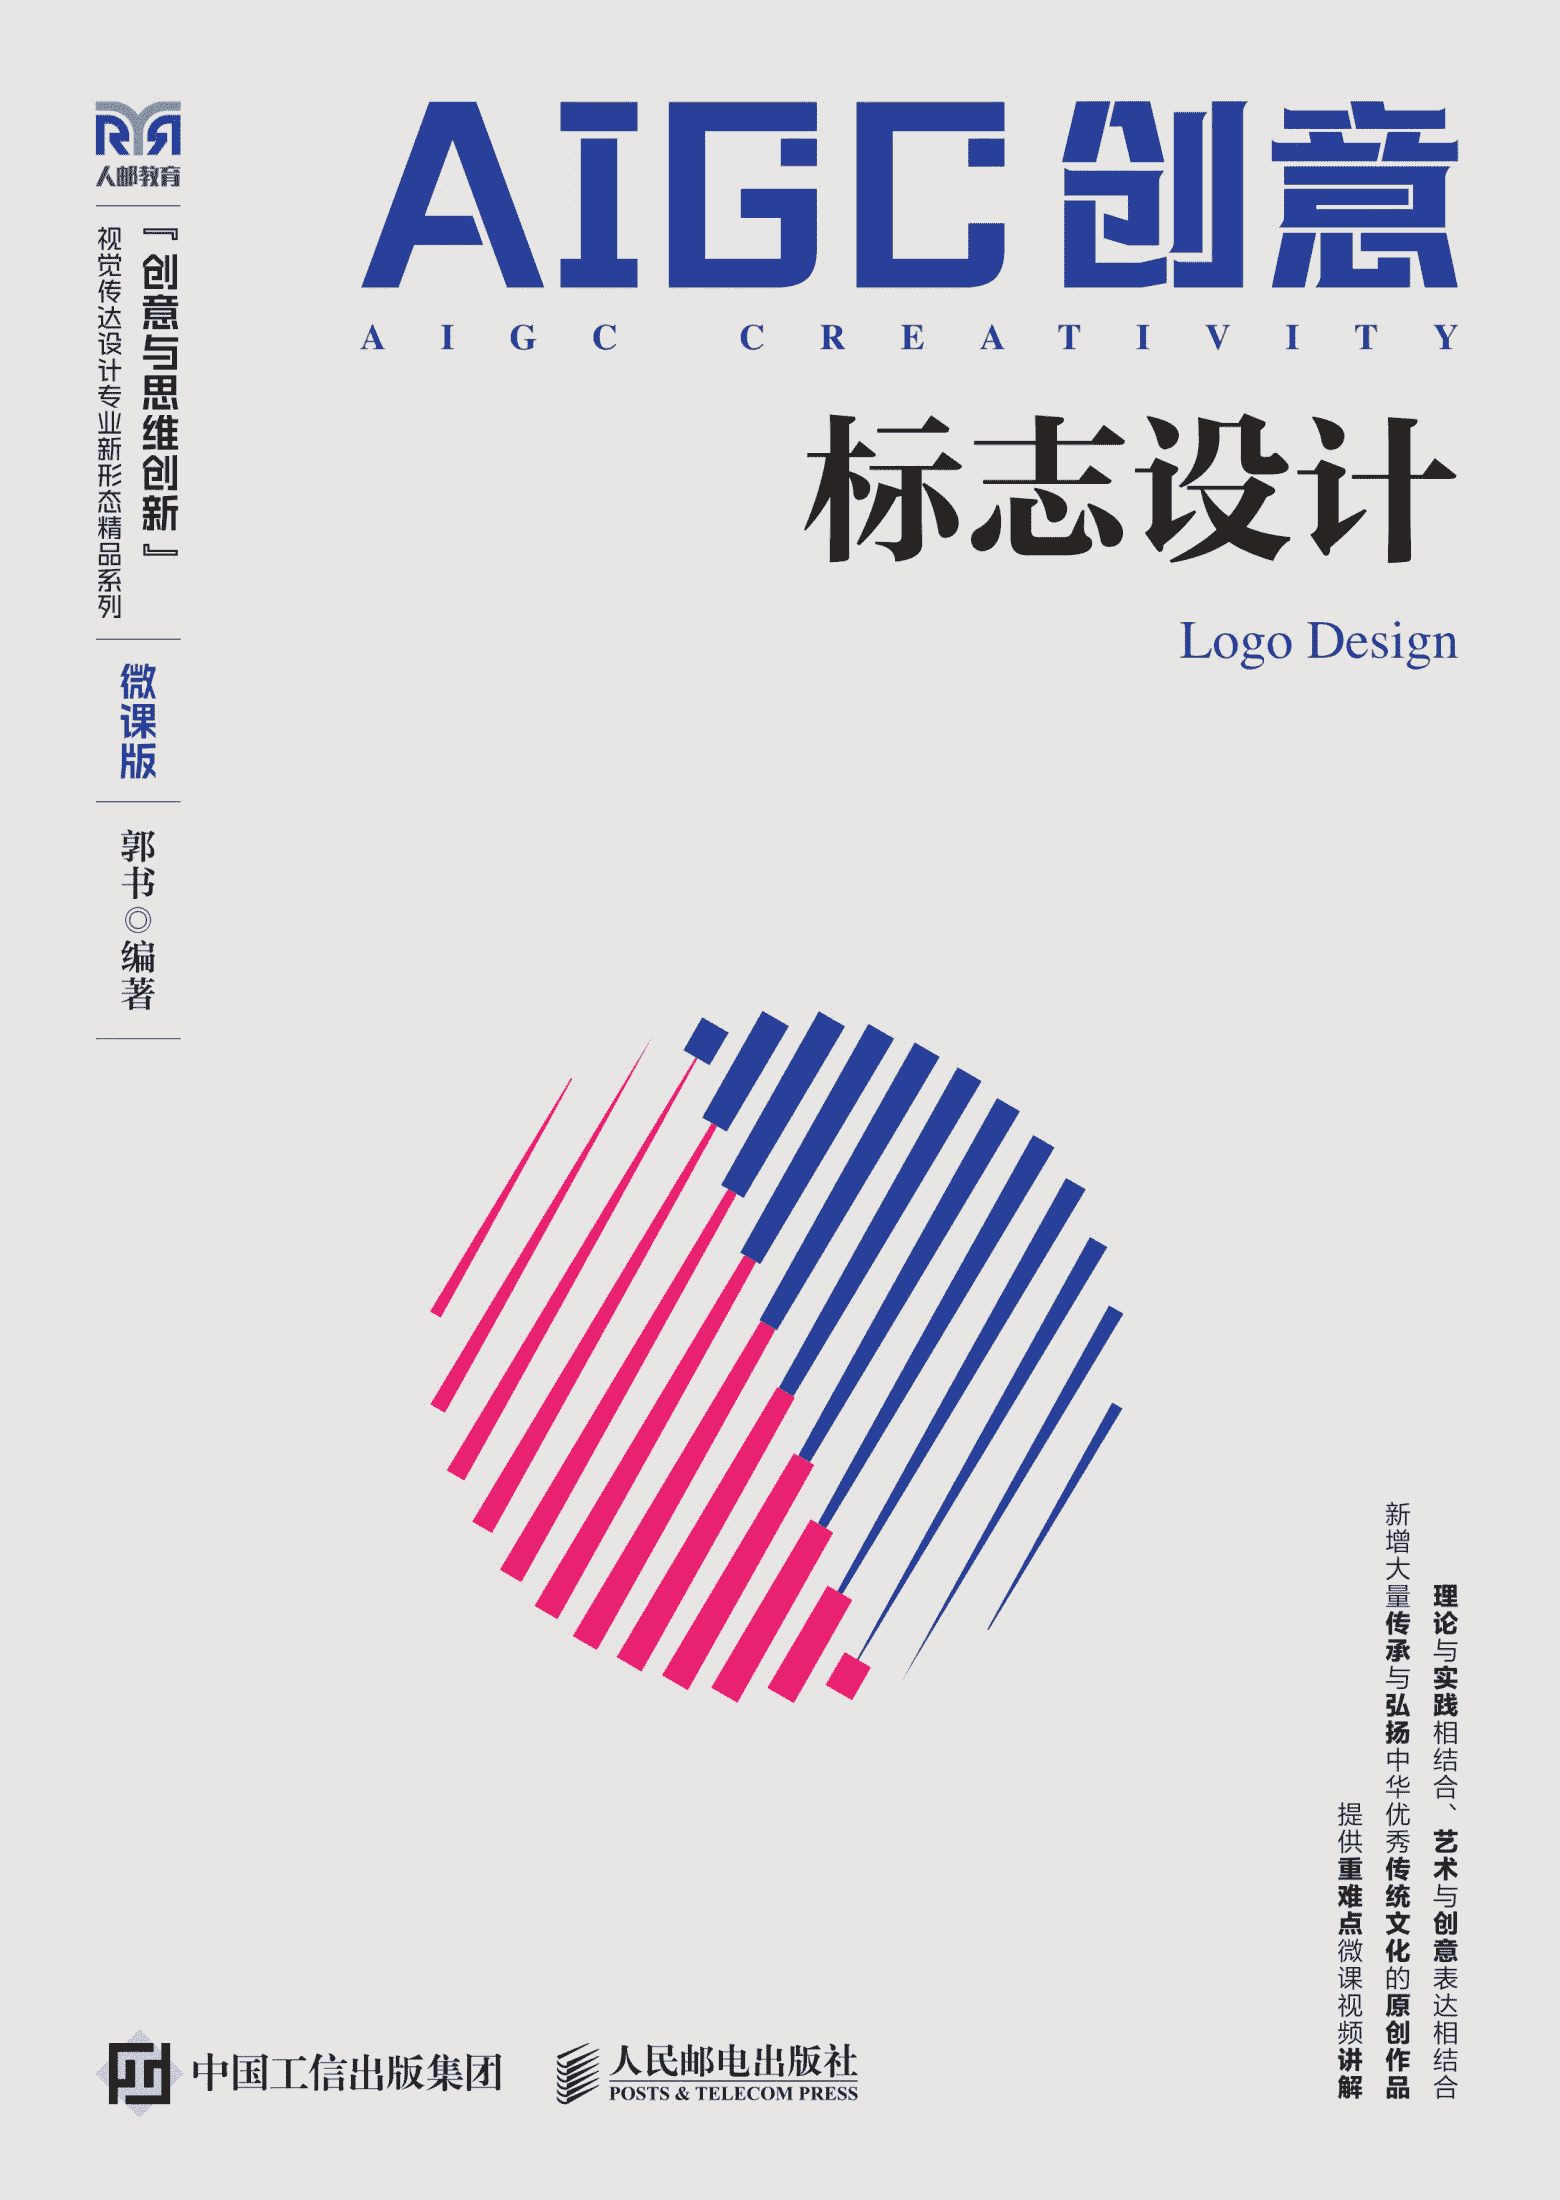 AIGC创意
AIGC CREATIVITY
标志设计
Logo Design
RYR
人邮教育
『创意与思维创新』
视觉传达设计专业新形态精品系列
微课版
郭书◎编著
理论与实践相结合、艺术与创意表达相结合
新增大量传承与弘扬中华优秀传统文化的原创作品
提供重难点微课视频讲解
中国工信出版集团
人民邮电出版社
POSTS & TELECOM PRESS